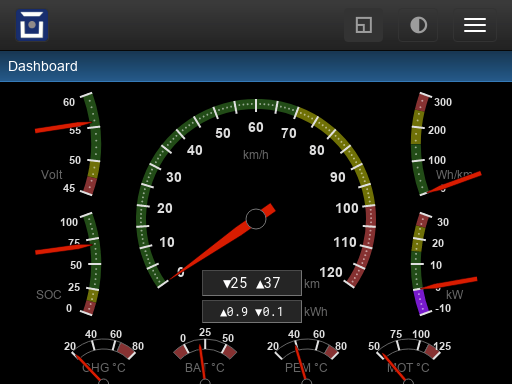 Dashboard
60
55
50
45
Volt
100
75
50
25
0
SOC
0
10
20
30
40
50
60
70
80
90
100
110
120
km/h
▼25 ▲37 km
▲0.9 ▼0.1 kWh
300
200
100
0
Wh/km
30
20
10
0
-10
kW
20 40 60 80
CHG °C
0 25 50
BAT °C
20 40 60 80
PEM °C
50 75 100 125
MOT °C